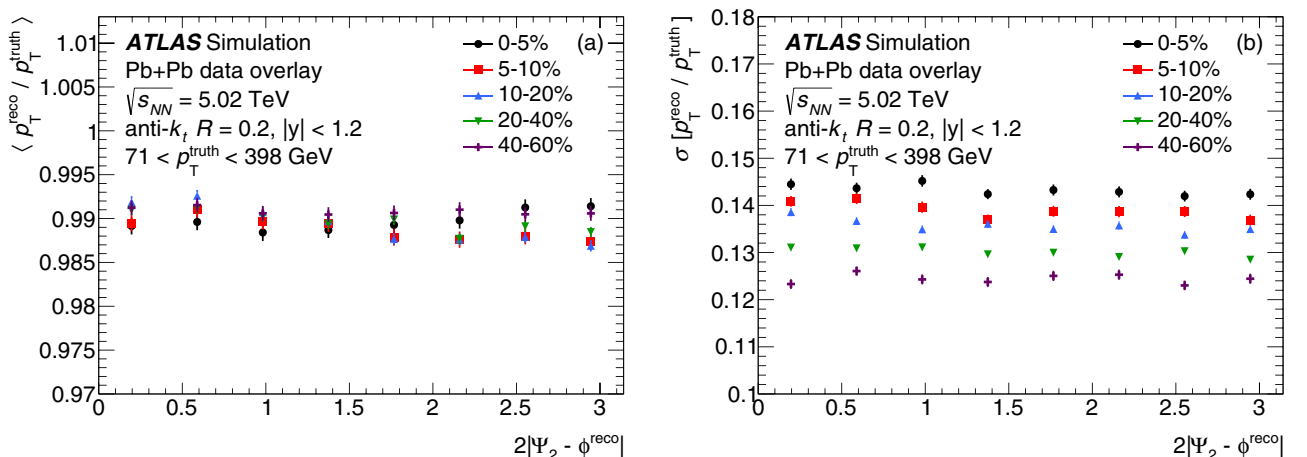 ⟨ p_T^reco / p_T^truth ⟩
1.01
1.005
1
0.995
0.99
0.985
0.98
0.975
0.97
ATLAS Simulation
Pb+Pb data overlay
√s_NN = 5.02 TeV
anti-k_t R = 0.2, |y| < 1.2
71 < p_T^truth < 398 GeV
0-5%
5-10%
10-20%
20-40%
40-60%
(a)
0 0.5 1 1.5 2 2.5 3
2|Ψ_2 - ϕ^reco|
σ [p_T^reco / p_T^truth]
0.18
0.17
0.16
0.15
0.14
0.13
0.12
0.11
0.1
ATLAS Simulation
Pb+Pb data overlay
√s_NN = 5.02 TeV
anti-k_t R = 0.2, |y| < 1.2
71 < p_T^truth < 398 GeV
0-5%
5-10%
10-20%
20-40%
40-60%
(b)
0 0.5 1 1.5 2 2.5 3
2|Ψ_2 - ϕ^reco|